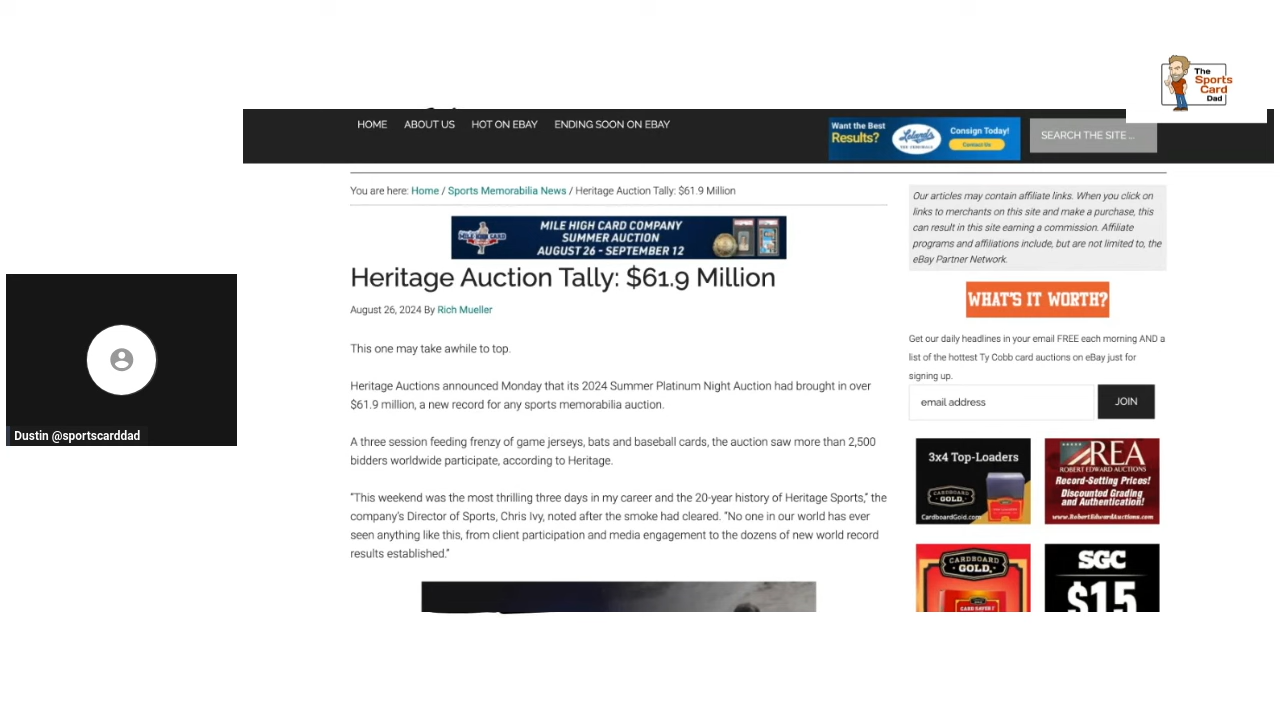 The
Sports
Card
Dad
HOME ABOUT US HOT ON EBAY ENDING SOON ON EBAY
Want the Best
Results?
Consign Today!
Contact Us
SEARCH THE SITE ...
You are here: Home / Sports Memorabilia News / Heritage Auction Tally: $61.9 Million
MILE HIGH CARD COMPANY
SUMMER AUCTION
AUGUST 26 - SEPTEMBER 12
Heritage Auction Tally: $61.9 Million
August 26, 2024 By Rich Mueller
This one may take awhile to top.
Heritage Auctions announced Monday that its 2024 Summer Platinum Night Auction had brought in over
$61.9 million, a new record for any sports memorabilia auction.
A three session feeding frenzy of game jerseys, bats and baseball cards, the auction saw more than 2,500
bidders worldwide participate, according to Heritage.
“This weekend was the most thrilling three days in my career and the 20-year history of Heritage Sports,” the
company’s Director of Sports, Chris Ivy, noted after the smoke had cleared. “No one in our world has ever
seen anything like this, from client participation and media engagement to the dozens of new world record
results established.”
Our articles may contain affiliate links. When you click on
links to merchants on this site and make a purchase, this
can result in this site earning a commission. Affiliate
programs and affiliations include, but are not limited to, the
eBay Partner Network.
WHAT'S IT WORTH?
Get our daily headlines in your email FREE each morning AND a
list of the hottest Ty Cobb card auctions on eBay just for
signing up.
email address JOIN
3x4 Top-Loaders
CARDBOARD
GOLD
CardboardGold.com
REA
ROBERT EDWARD AUCTIONS
Record-Setting Prices!
Discounted Grading
and Authentication!
www.RobertEdwardAuctions.com
CARDBOARD
GOLD
CARD SAVER I
SGC
$15
Dustin @sportscarddad